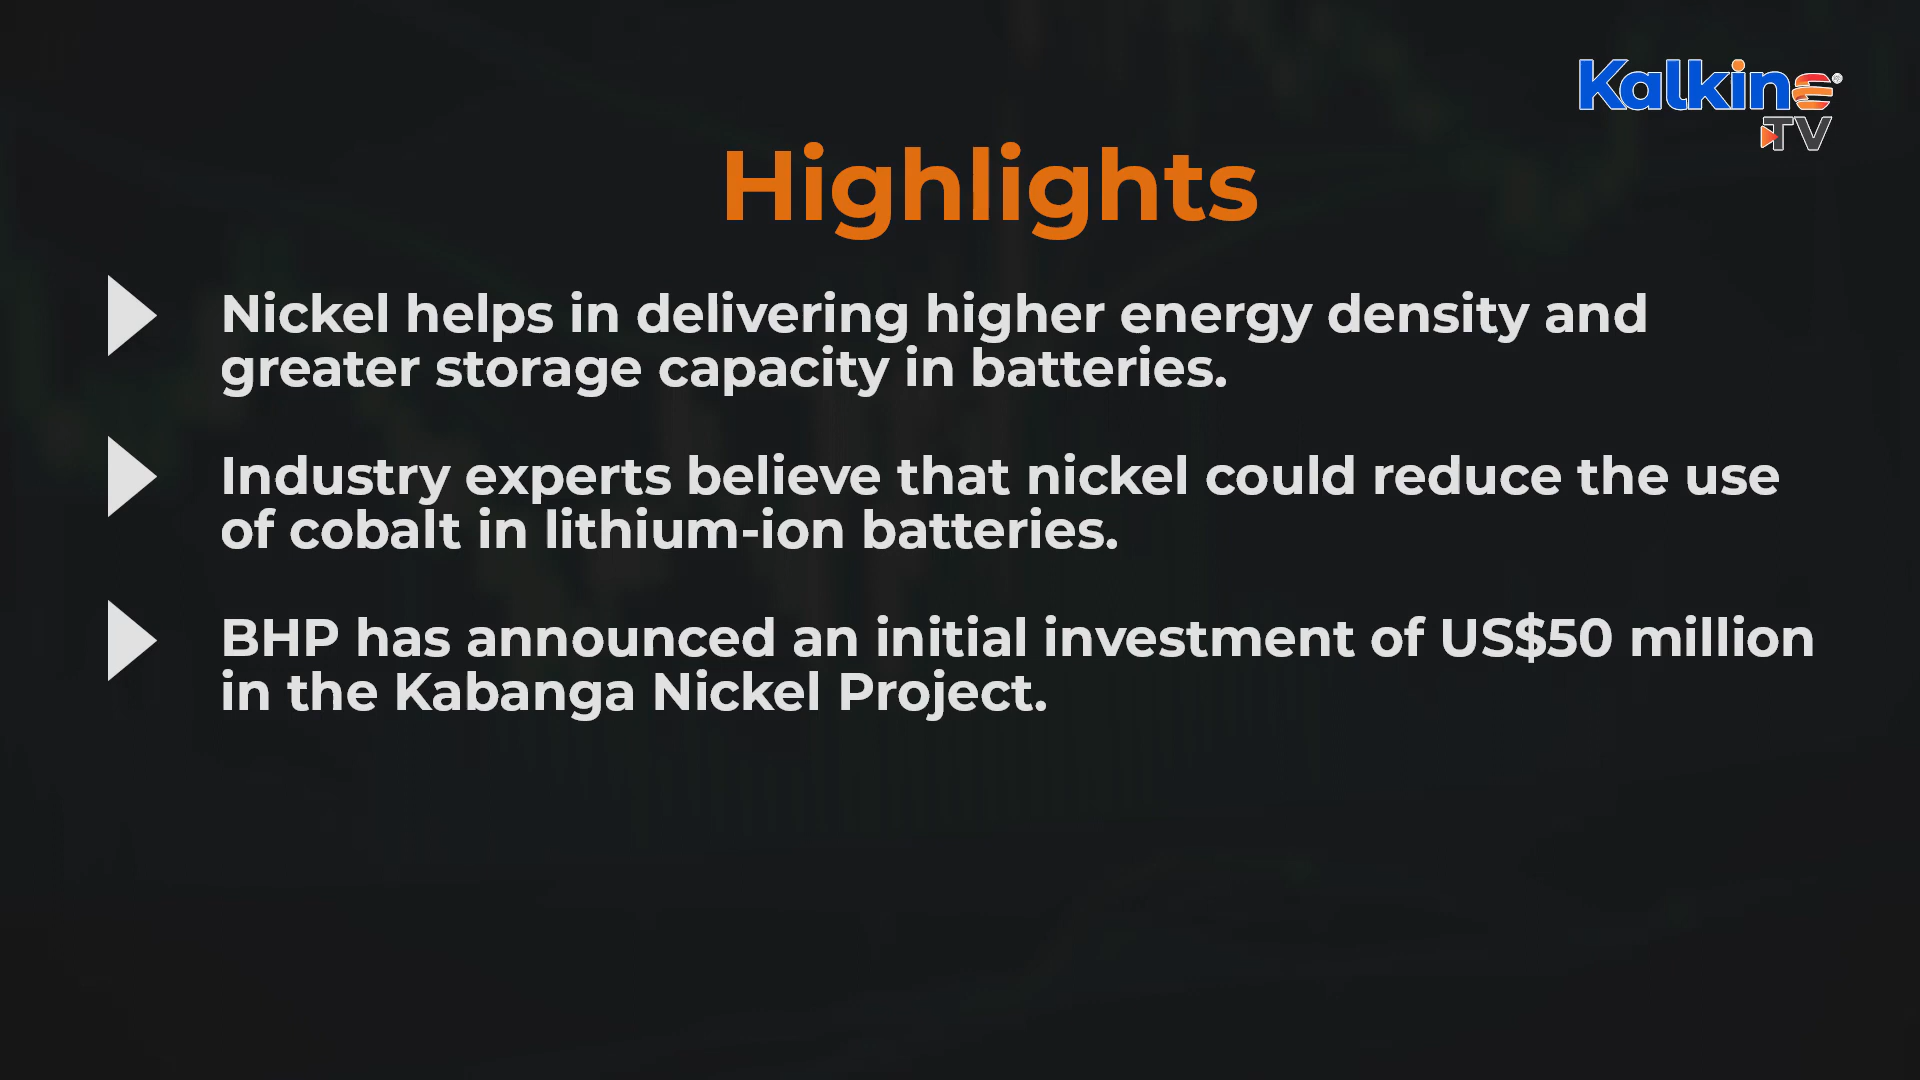 Kalkine
TV
Highlights
Nickel helps in delivering higher energy density and
greater storage capacity in batteries.
Industry experts believe that nickel could reduce the use
of cobalt in lithium-ion batteries.
BHP has announced an initial investment of US$50 million
in the Kabanga Nickel Project.